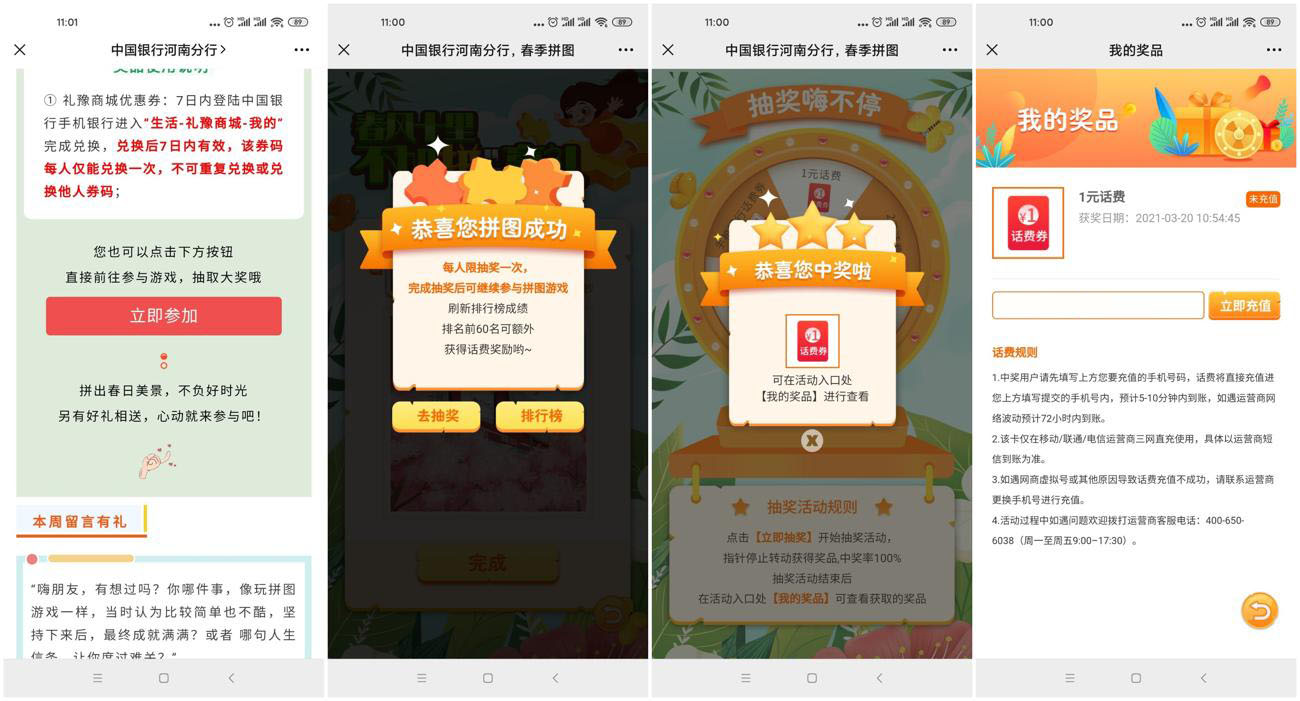 11:01
89
中国银行河南分行
奖品使用说明
① 礼豫商城优惠券：7日内登陆中国银
行手机银行进入“生活-礼豫商城-我的”
完成兑换，兑换后7日内有效，该券码
每人仅能兑换一次，不可重复兑换或兑
换他人券码；
您也可以点击下方按钮
直接前往参与游戏，抽取大奖哦
立即参加
拼出春日美景，不负好时光
另有好礼相送，心动就来参与吧！
本周留言有礼
“嗨朋友，有想过吗？你哪件事，像玩拼图
游戏一样，当时认为比较简单也不酷，坚
持下来后，最终成就满满？或者 哪句人生
信条，让你度过难关？”
11:00
89
中国银行河南分行，春季拼图
春风十里
恭喜您拼图成功
每人限抽奖一次，
完成抽奖后可继续参与拼图游戏
刷新排行榜成绩
排名前60名可额外
获得话费奖励哟~
去抽奖
排行榜
完成
11:00
89
中国银行河南分行，春季拼图
抽奖嗨不停
1元话费
恭喜您中奖啦
¥1
话费券
可在活动入口处
【我的奖品】进行查看
抽奖活动规则
点击【立即抽奖】开始抽奖活动，
指针停止转动获得奖品,中奖率100%
抽奖活动结束后
在活动入口处【我的奖品】可查看获取的奖品
11:00
89
我的奖品
我的奖品
¥1
话费券
1元话费
未充值
获奖日期：2021-03-20 10:54:45
立即充值
话费规则
1.中奖用户请先填写上方您要充值的手机号码，话费将直接充值进
您上方填写提交的手机号内，预计5-10分钟内到账，如遇运营商网
络波动预计72小时内到账。
2.该卡仅在移动/联通/电信运营商三网直充使用，具体以运营商短
信到账为准。
3.如遇网商虚拟号或其他原因导致话费充值不成功，请联系运营商
更换手机号进行充值。
4.活动过程中如遇问题欢迎拨打运营商客服电话：400-650-
6038（周一至周五9:00–17:30）。